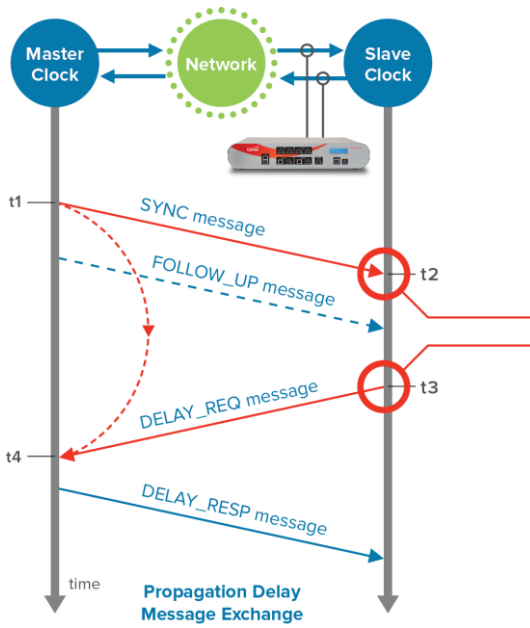 Master
Clock
Network
Slave
Clock
t1
SYNC message
t2
FOLLOW_UP message
t3
DELAY_REQ message
t4
DELAY_RESP message
time
Propagation Delay
Message Exchange